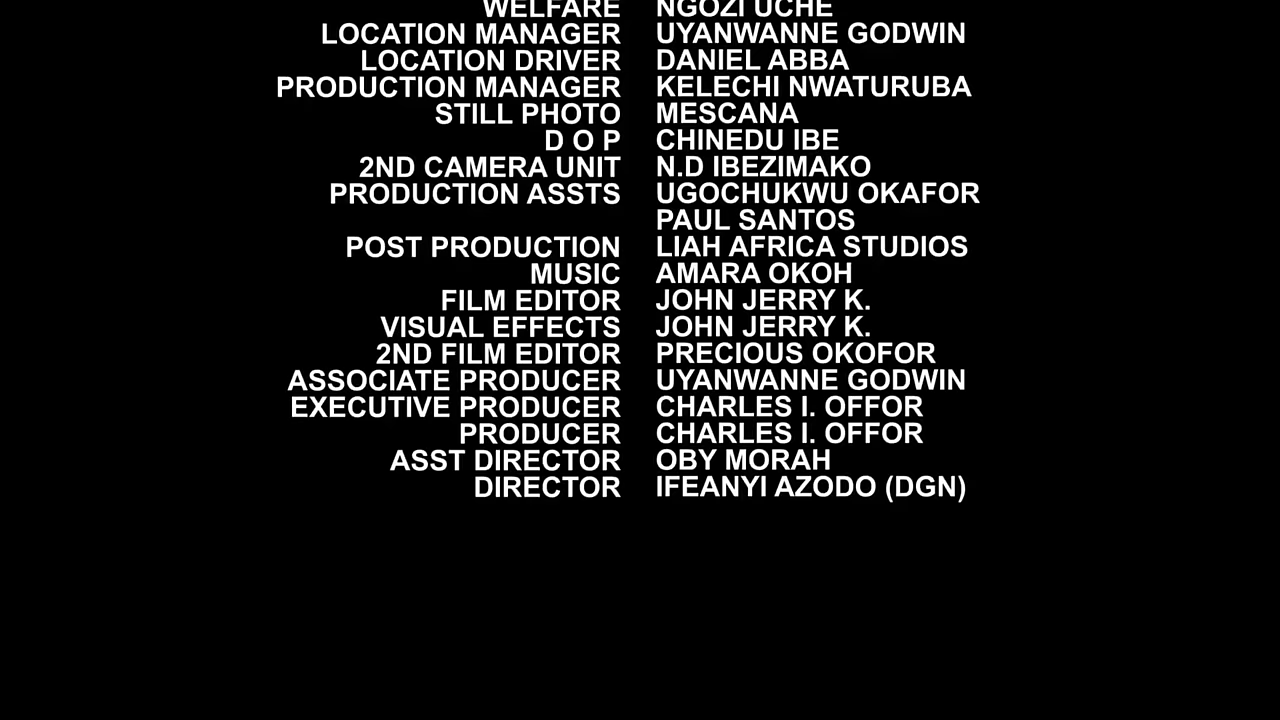 WELFARE NGOZI UCHE
LOCATION MANAGER UYANWANNE GODWIN
LOCATION DRIVER DANIEL ABBA
PRODUCTION MANAGER KELECHI NWATURUBA
STILL PHOTO MESCANA
D O P CHINEDU IBE
2ND CAMERA UNIT N.D IBEZIMAKO
PRODUCTION ASSTS UGOCHUKWU OKAFOR
PAUL SANTOS
POST PRODUCTION LIAH AFRICA STUDIOS
MUSIC AMARA OKOH
FILM EDITOR JOHN JERRY K.
VISUAL EFFECTS JOHN JERRY K.
2ND FILM EDITOR PRECIOUS OKOFOR
ASSOCIATE PRODUCER UYANWANNE GODWIN
EXECUTIVE PRODUCER CHARLES I. OFFOR
PRODUCER CHARLES I. OFFOR
ASST DIRECTOR OBY MORAH
DIRECTOR IFEANYI AZODO (DGN)